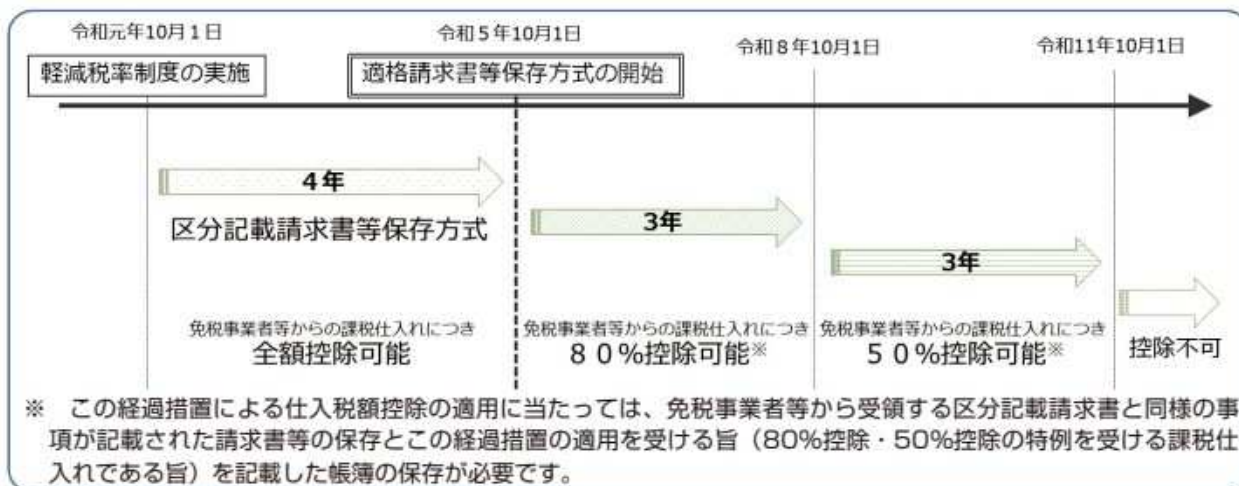 令和元年10月1日
令和5年10月1日
令和8年10月1日
令和11年10月1日
軽減税率制度の実施
適格請求書等保存方式の開始
4年
区分記載請求書等保存方式
3年
3年
免税事業者等からの課税仕入れにつき
全額控除可能
免税事業者等からの課税仕入れにつき
80%控除可能※
免税事業者等からの課税仕入れにつき
50%控除可能※
控除不可
※ この経過措置による仕入税額控除の適用に当たっては、免税事業者等から受領する区分記載請求書と同様の事
項が記載された請求書等の保存とこの経過措置の適用を受ける旨（80%控除・50%控除の特例を受ける課税仕
入れである旨）を記載した帳簿の保存が必要です。